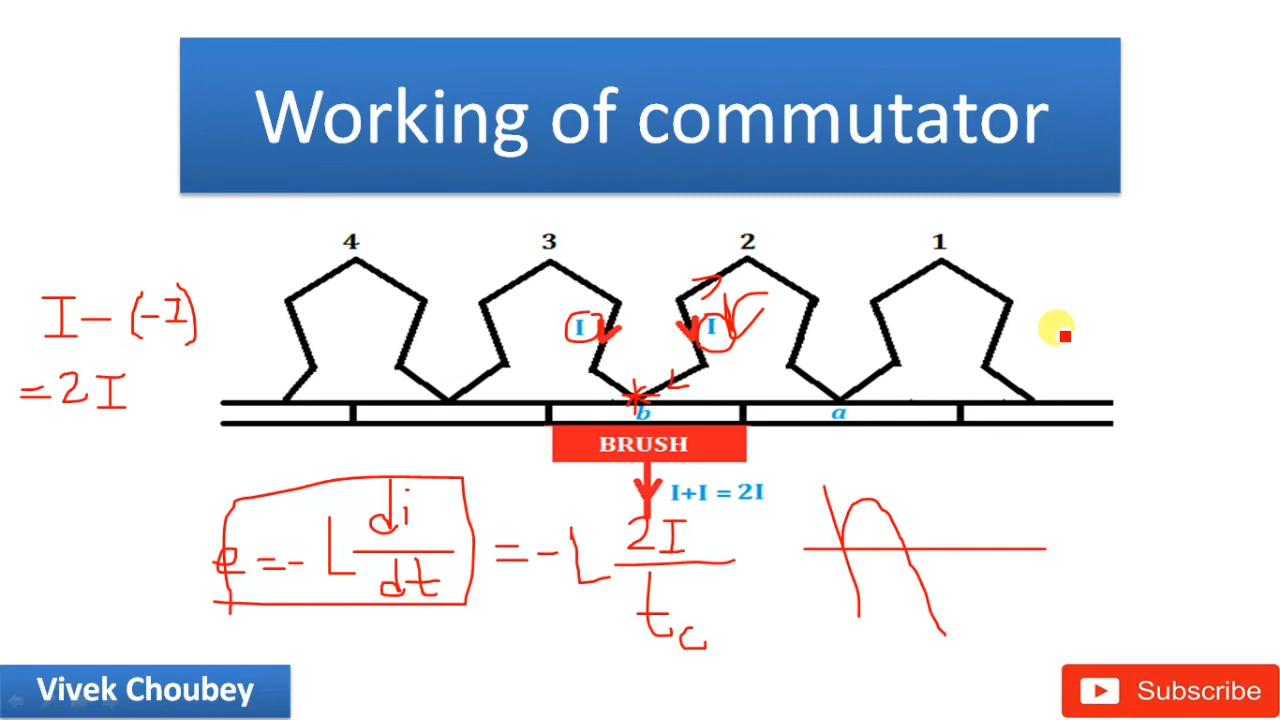 Working of commutator
4 3 2 1
I - (-I)
= 2I
I I
b a
BRUSH
I+I = 2I
e = - L di/dt = - L 2I/tc
Vivek Choubey
Subscribe